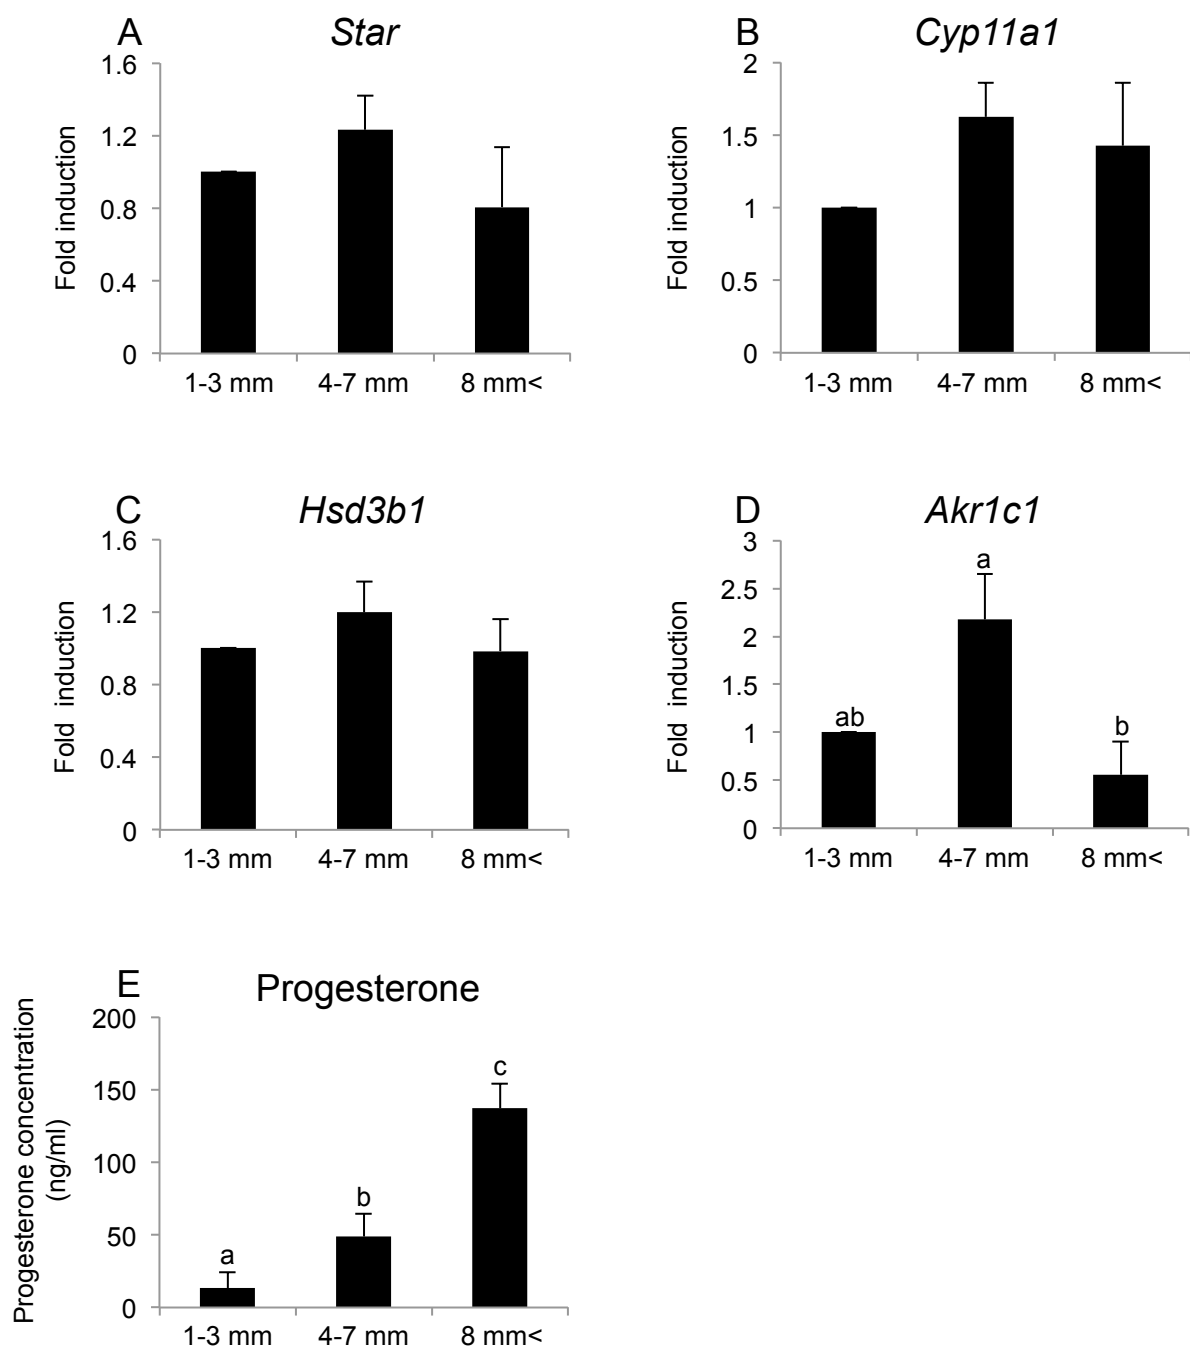 A
Star
Fold induction
1.6
1.2
0.8
0.4
0
1-3 mm
4-7 mm
8 mm<
B
Cyp11a1
Fold induction
2
1.5
1
0.5
0
1-3 mm
4-7 mm
8 mm<
C
Hsd3b1
Fold induction
1.6
1.2
0.8
0.4
0
1-3 mm
4-7 mm
8 mm<
D
Akr1c1
Fold induction
3
2.5
2
1.5
1
0.5
0
ab
a
b
1-3 mm
4-7 mm
8 mm<
E
Progesterone
Progesterone concentration
(ng/ml)
200
150
100
50
0
a
b
c
1-3 mm
4-7 mm
8 mm<